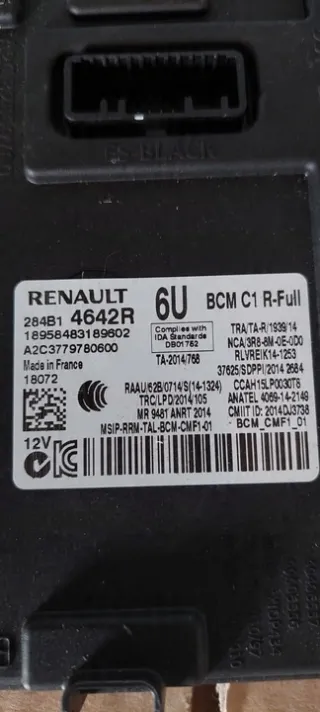 ES BLACK
RENAULT 6U BCM C1 R-Full
284B1 4642R
18958483189602
A2C3779780600
Made in France
18072
Complies with
IDA Standards
DB01752
TA-2014/768
TRA/TA-R/1939/14
NCA/3R8-8M-0E-0D0
RLVREIK14-1253
37625/SDPPI/2014 2684
RAAU/62B/0714/S(14-1324)
CCAH15LP0030T8
TRC/LPD/2014/105
ANATEL 4069-14-2149
MR 9481 ANRT 2014
CMIIT ID: 2014DJ3738
MSIP-RRM-TAL-BCM-CMF1-01
BCM_CMF1_01
12V